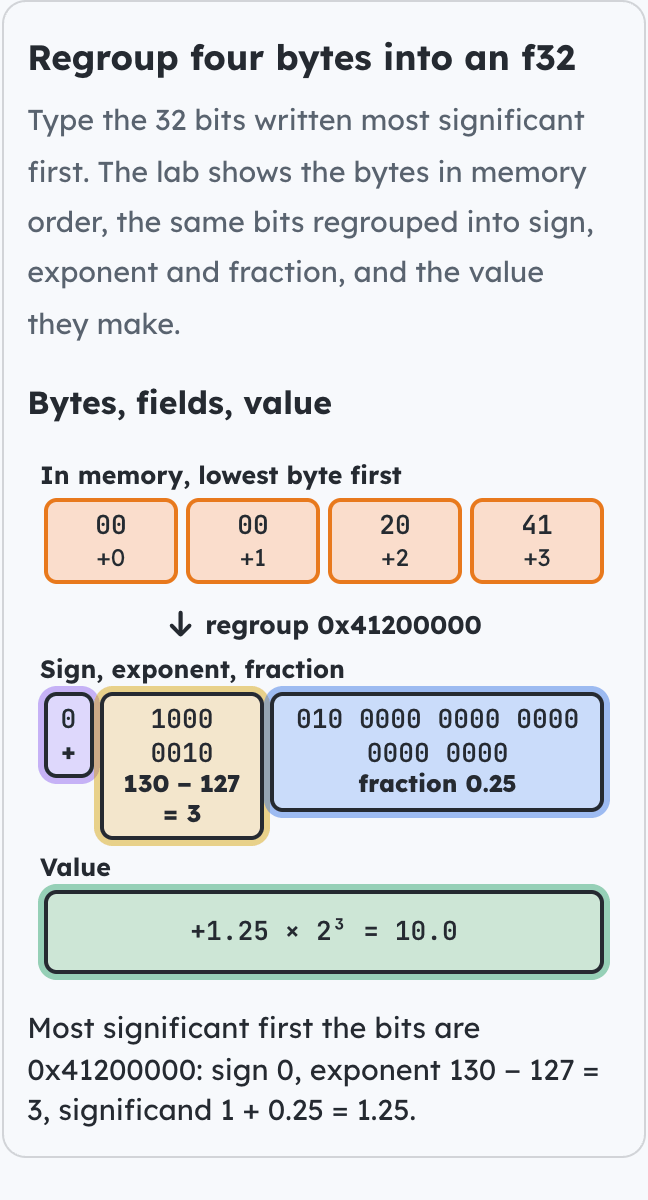 Regroup four bytes into an f32
Type the 32 bits written most significant
first. The lab shows the bytes in memory
order, the same bits regrouped into sign,
exponent and fraction, and the value
they make.
Bytes, fields, value
In memory, lowest byte first
00 00 20 41
+0 +1 +2 +3
↓ regroup 0x41200000
Sign, exponent, fraction
0
+
1000
0010
130 − 127
= 3
010 0000 0000 0000
0000 0000
fraction 0.25
Value
+1.25 × 2³ = 10.0
Most significant first the bits are
0x41200000: sign 0, exponent 130 − 127 =
3, significand 1 + 0.25 = 1.25.